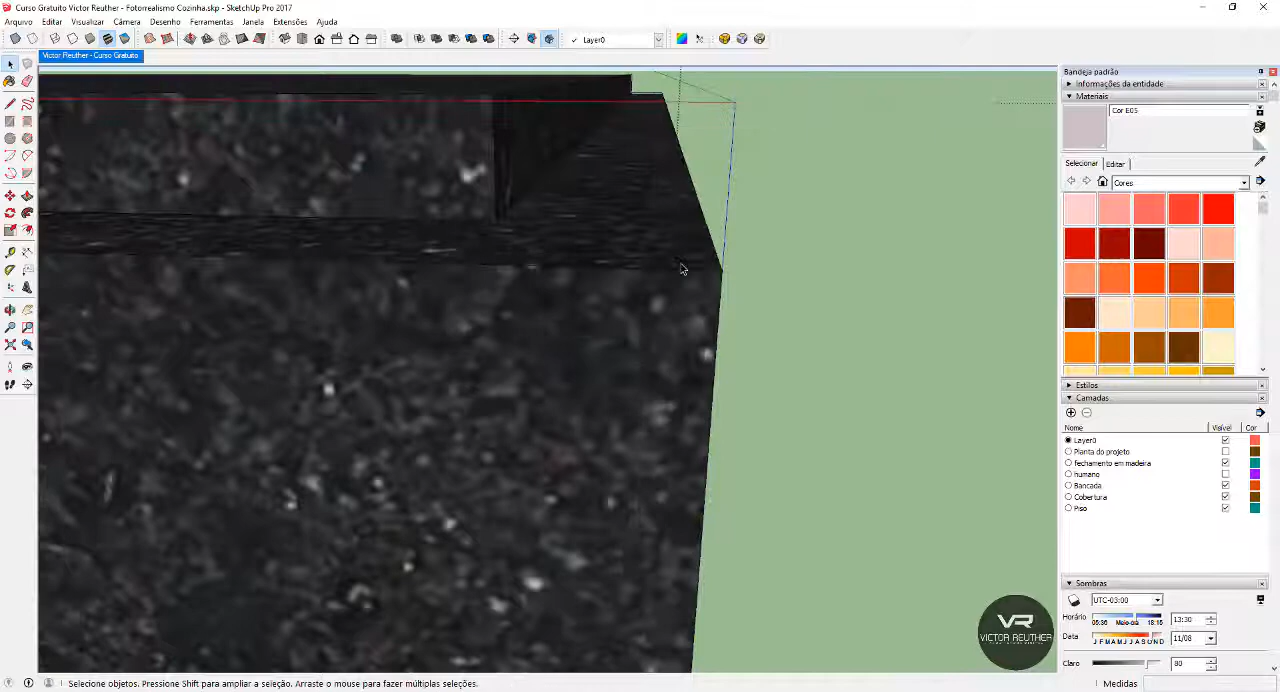 Curso Gratuito Victor Reuther - Fotorrealismo Cozinha.skp - SketchUp Pro 2017
Arquivo Editar Visualizar Câmera Desenho Ferramentas Janela Extensões Ajuda
Layer0
Victor Reuther - Curso Gratuito
Bandeja padrão
Informações da entidade
Materiais
Cor E05
Selecionar Editar
Cores
Estilos
Camadas
Nome Visível Cor
Layer0
Planta do projeto
fechamento em madeira
humano
Bancada
Cobertura
Piso
Sombras
UTC-03:00
Horário 05:36 Meio-dia 18:15 13:30
Data J F M A M J J A S O N D 11/08
Claro 80
VR
VICTOR REUTHER
Selecione objetos. Pressione Shift para ampliar a seleção. Arraste o mouse para fazer múltiplas seleções.
Medidas